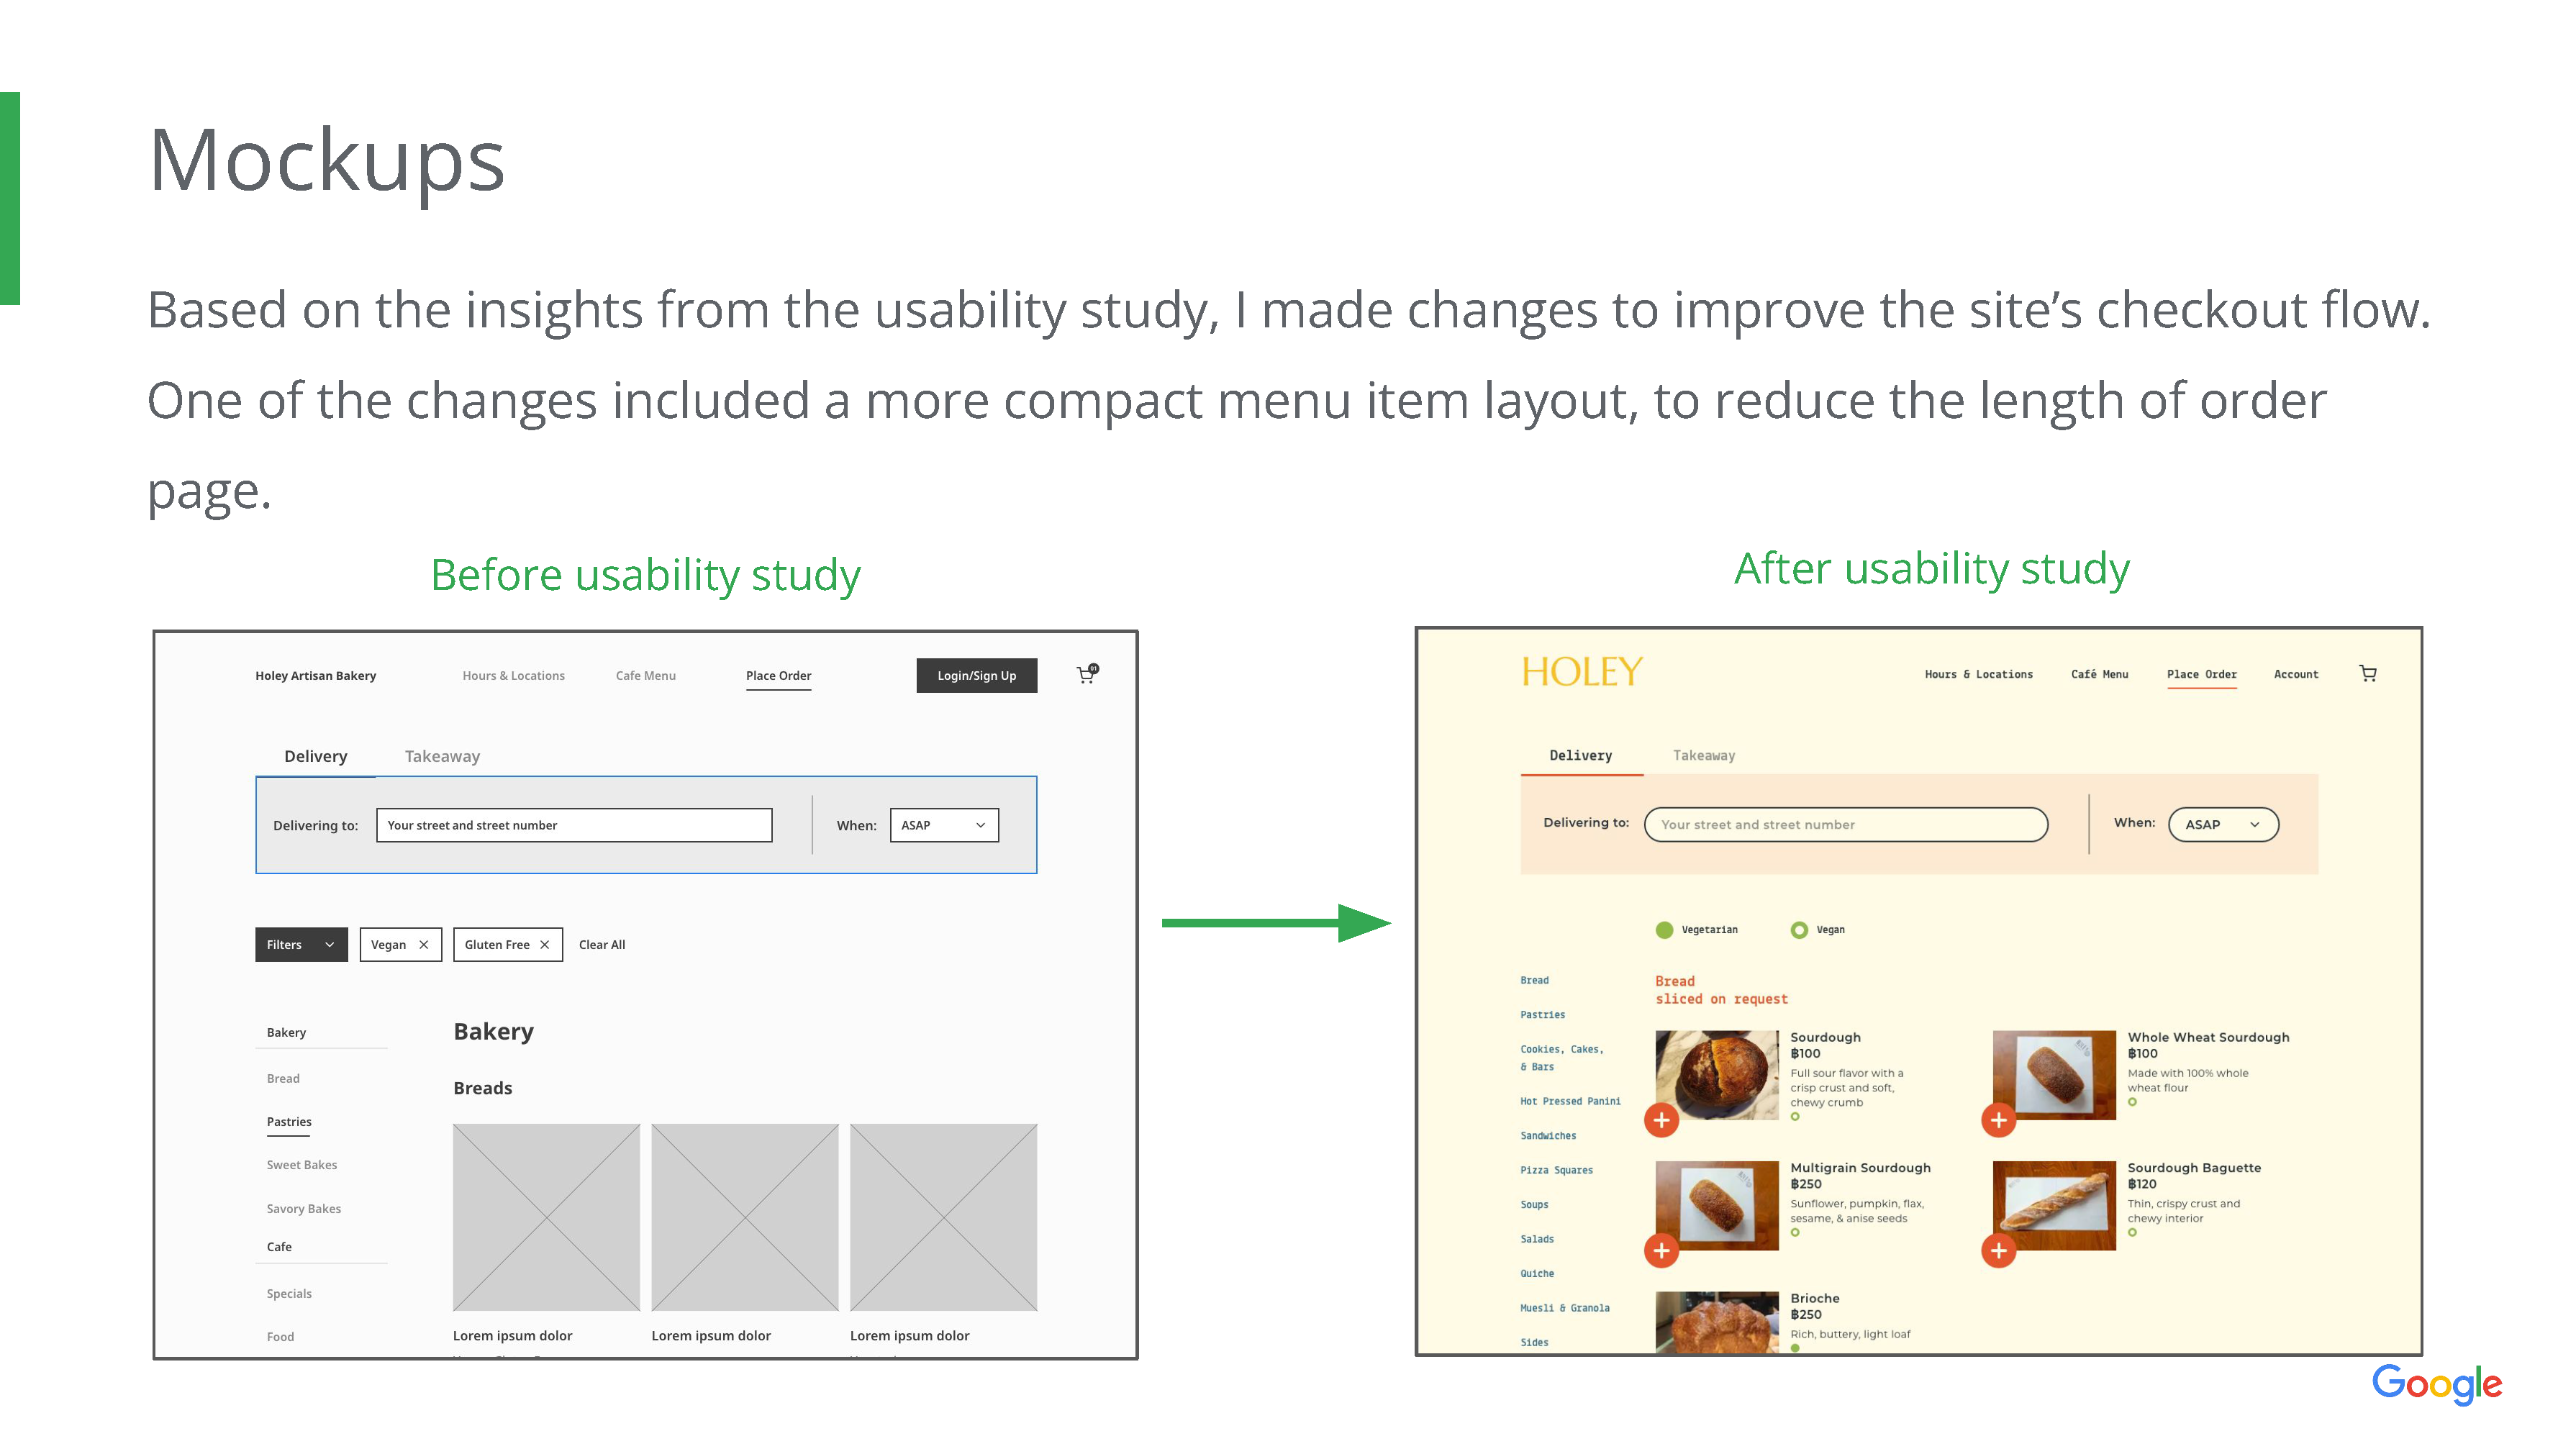 Mockups
Based on the insights from the usability study, I made changes to improve the site’s checkout flow.
One of the changes included a more compact menu item layout, to reduce the length of order
page.
Before usability study
Holey Artisan Bakery
Hours & Locations
Cafe Menu
Place Order
Login/Sign Up
01
Delivery
Takeaway
Delivering to:
Your street and street number
When:
ASAP
Filters
Vegan
Gluten Free
Clear All
Bakery
Bread
Pastries
Sweet Bakes
Savory Bakes
Cafe
Specials
Food
Bakery
Breads
Lorem ipsum dolor
Lorem ipsum dolor
Lorem ipsum dolor
After usability study
HOLEY
Hours & Locations
Café Menu
Place Order
Account
Delivery
Takeaway
Delivering to:
Your street and street number
When:
ASAP
Vegetarian
Vegan
Bread
Pastries
Cookies, Cakes,
& Bars
Hot Pressed Panini
Sandwiches
Pizza Squares
Soups
Salads
Quiche
Muesli & Granola
Sides
Bread
sliced on request
Sourdough
฿100
Full sour flavor with a
crisp crust and soft,
chewy crumb
Whole Wheat Sourdough
฿100
Made with 100% whole
wheat flour
Multigrain Sourdough
฿250
Sunflower, pumpkin, flax,
sesame, & anise seeds
Sourdough Baguette
฿120
Thin, crispy crust and
chewy interior
Brioche
฿250
Rich, buttery, light loaf
Google